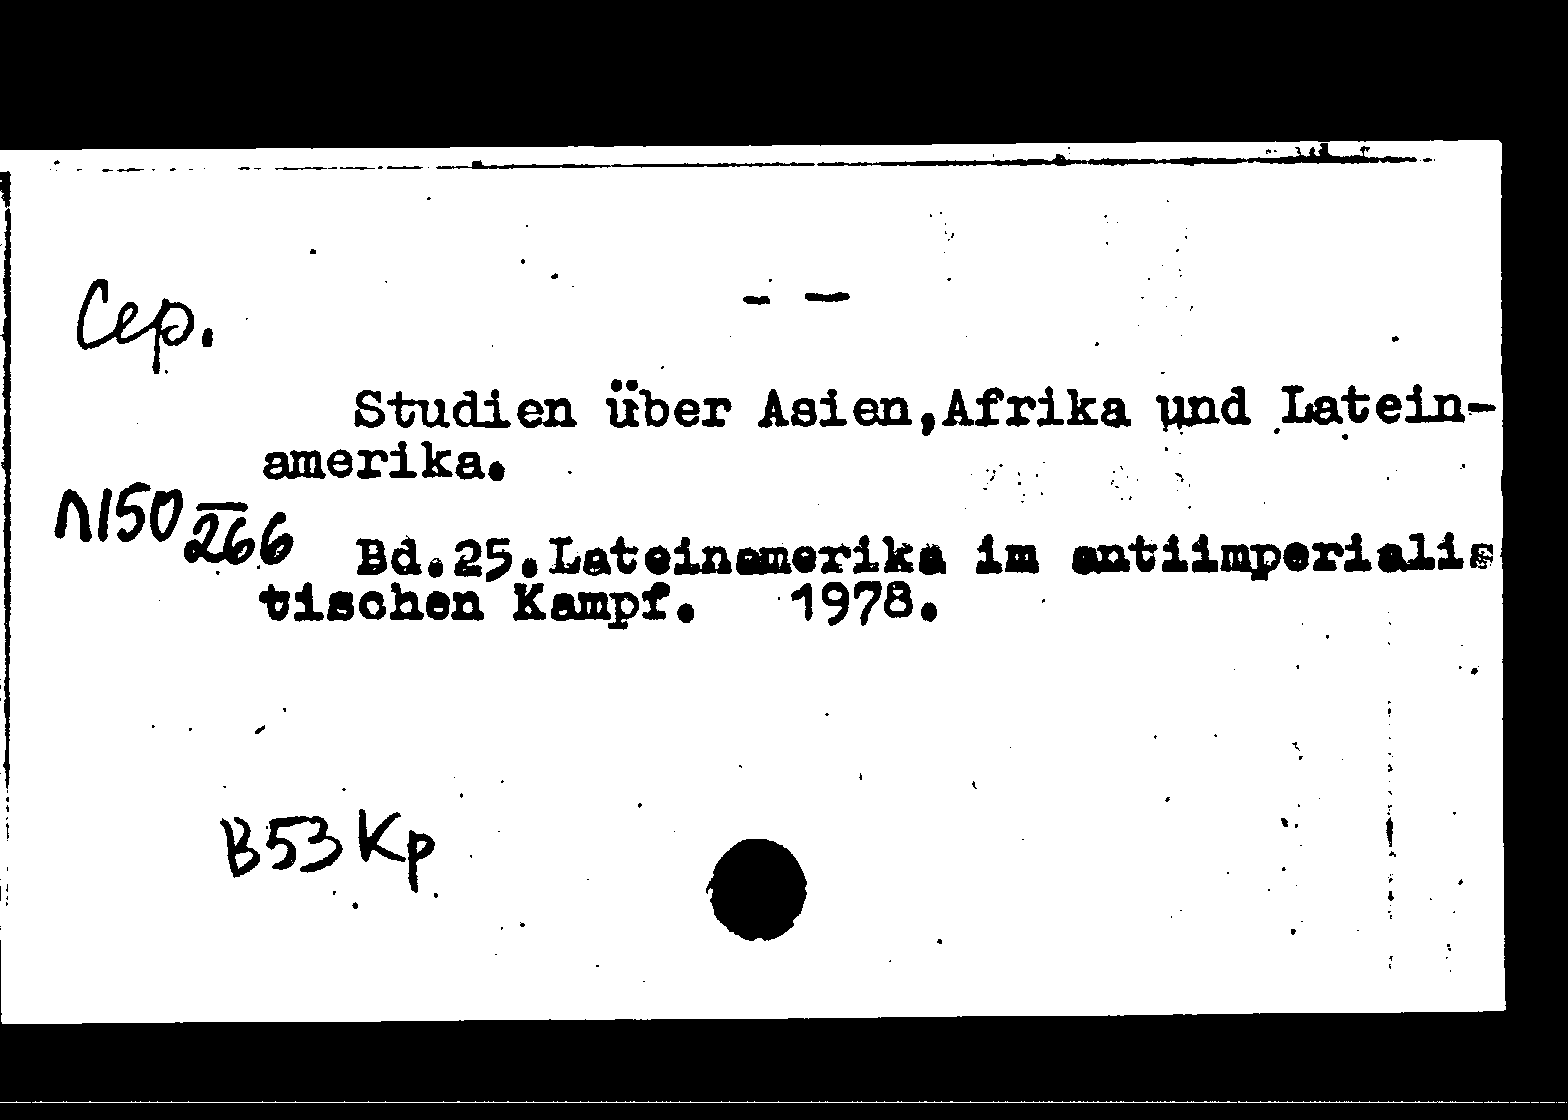 Сер.
— —
Studien über Asien,Afrika und Latein-
amerika.
П150
266
Bd.25.Lateinamerika im antiimperialis
tischen Kampf. 1978.
В53 Кр